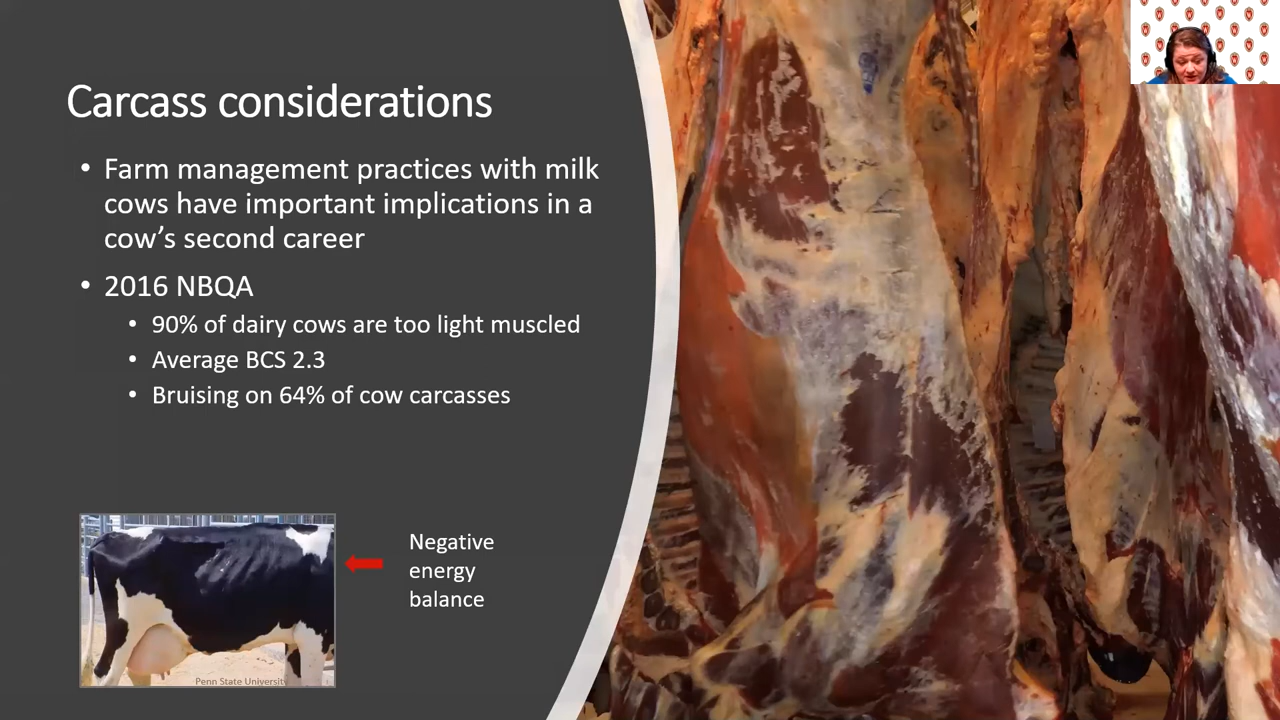 Carcass considerations
• Farm management practices with milk
cows have important implications in a
cow's second career
• 2016 NBQA
• 90% of dairy cows are too light muscled
• Average BCS 2.3
• Bruising on 64% of cow carcasses
Negative
energy
balance
Penn State University